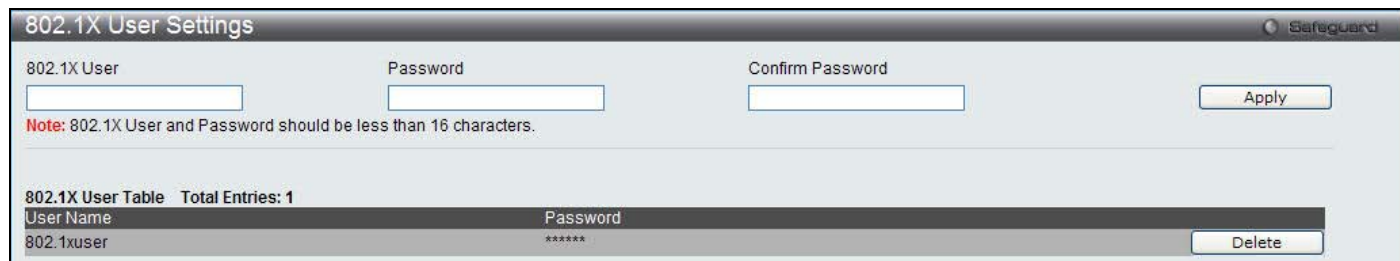 802.1X User Settings
Safeguard
802.1X User Password Confirm Password
Apply
Note: 802.1X User and Password should be less than 16 characters.
802.1X User Table Total Entries: 1
User Name Password
802.1xuser ****** Delete